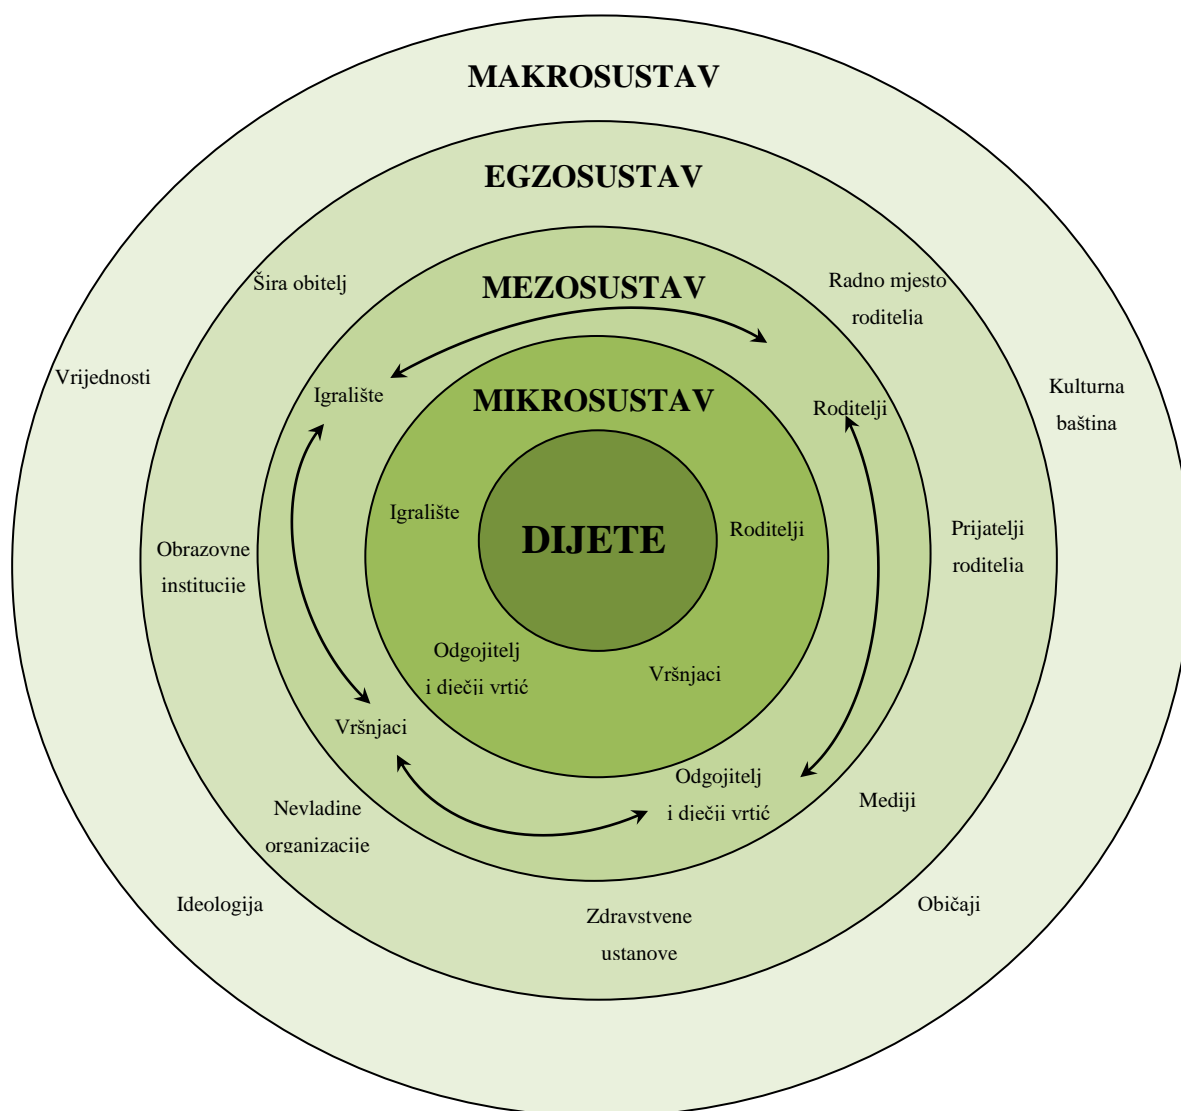 MAKROSUSTAV
EGZOSUSTAV
Šira obitelj
MEZOSUSTAV
Radno mjesto
roditelja
Vrijednosti
Igralište
MIKROSUSTAV
Roditelji
Kulturna
baština
Igralište
DIJETE
Roditelji
Obrazovne
institucije
Prijatelji
roditelja
Odgojitelj
i dječji vrtić
Vršnjaci
Vršnjaci
Odgojitelj
i dječji vrtić
Mediji
Nevladine
organizacije
Ideologija
Zdravstvene
ustanove
Običaji